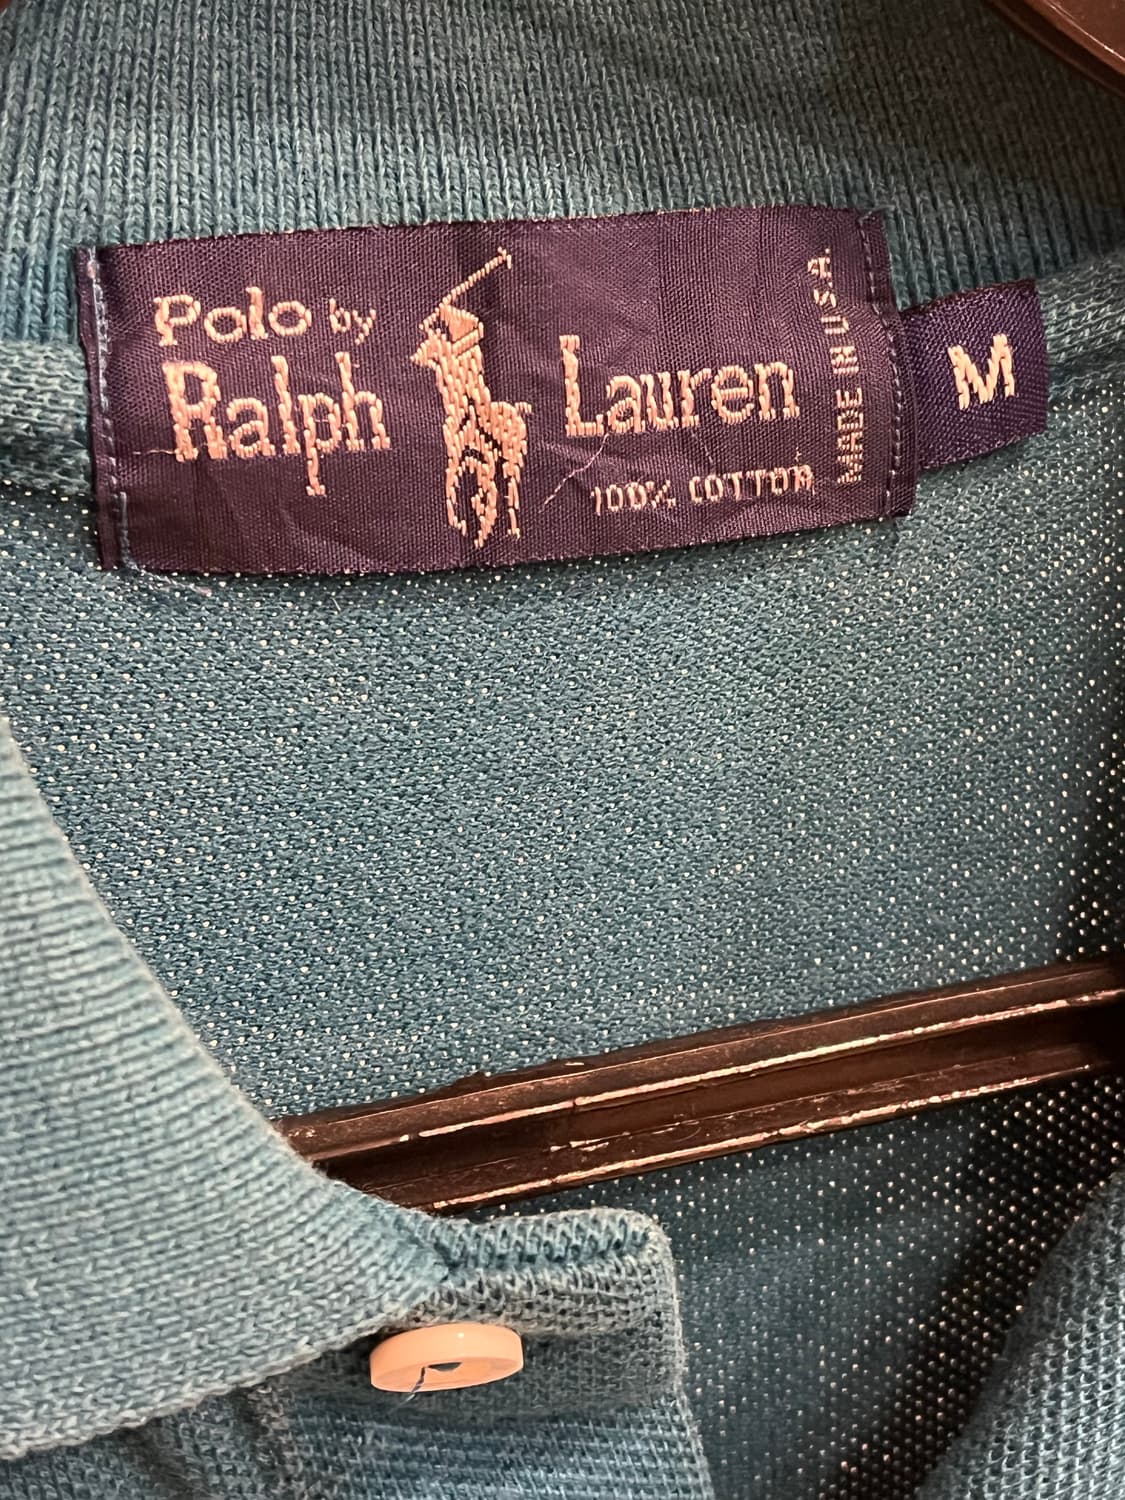 Polo by
Ralph Lauren
100% COTTON
MADE IN U.S.A.
M